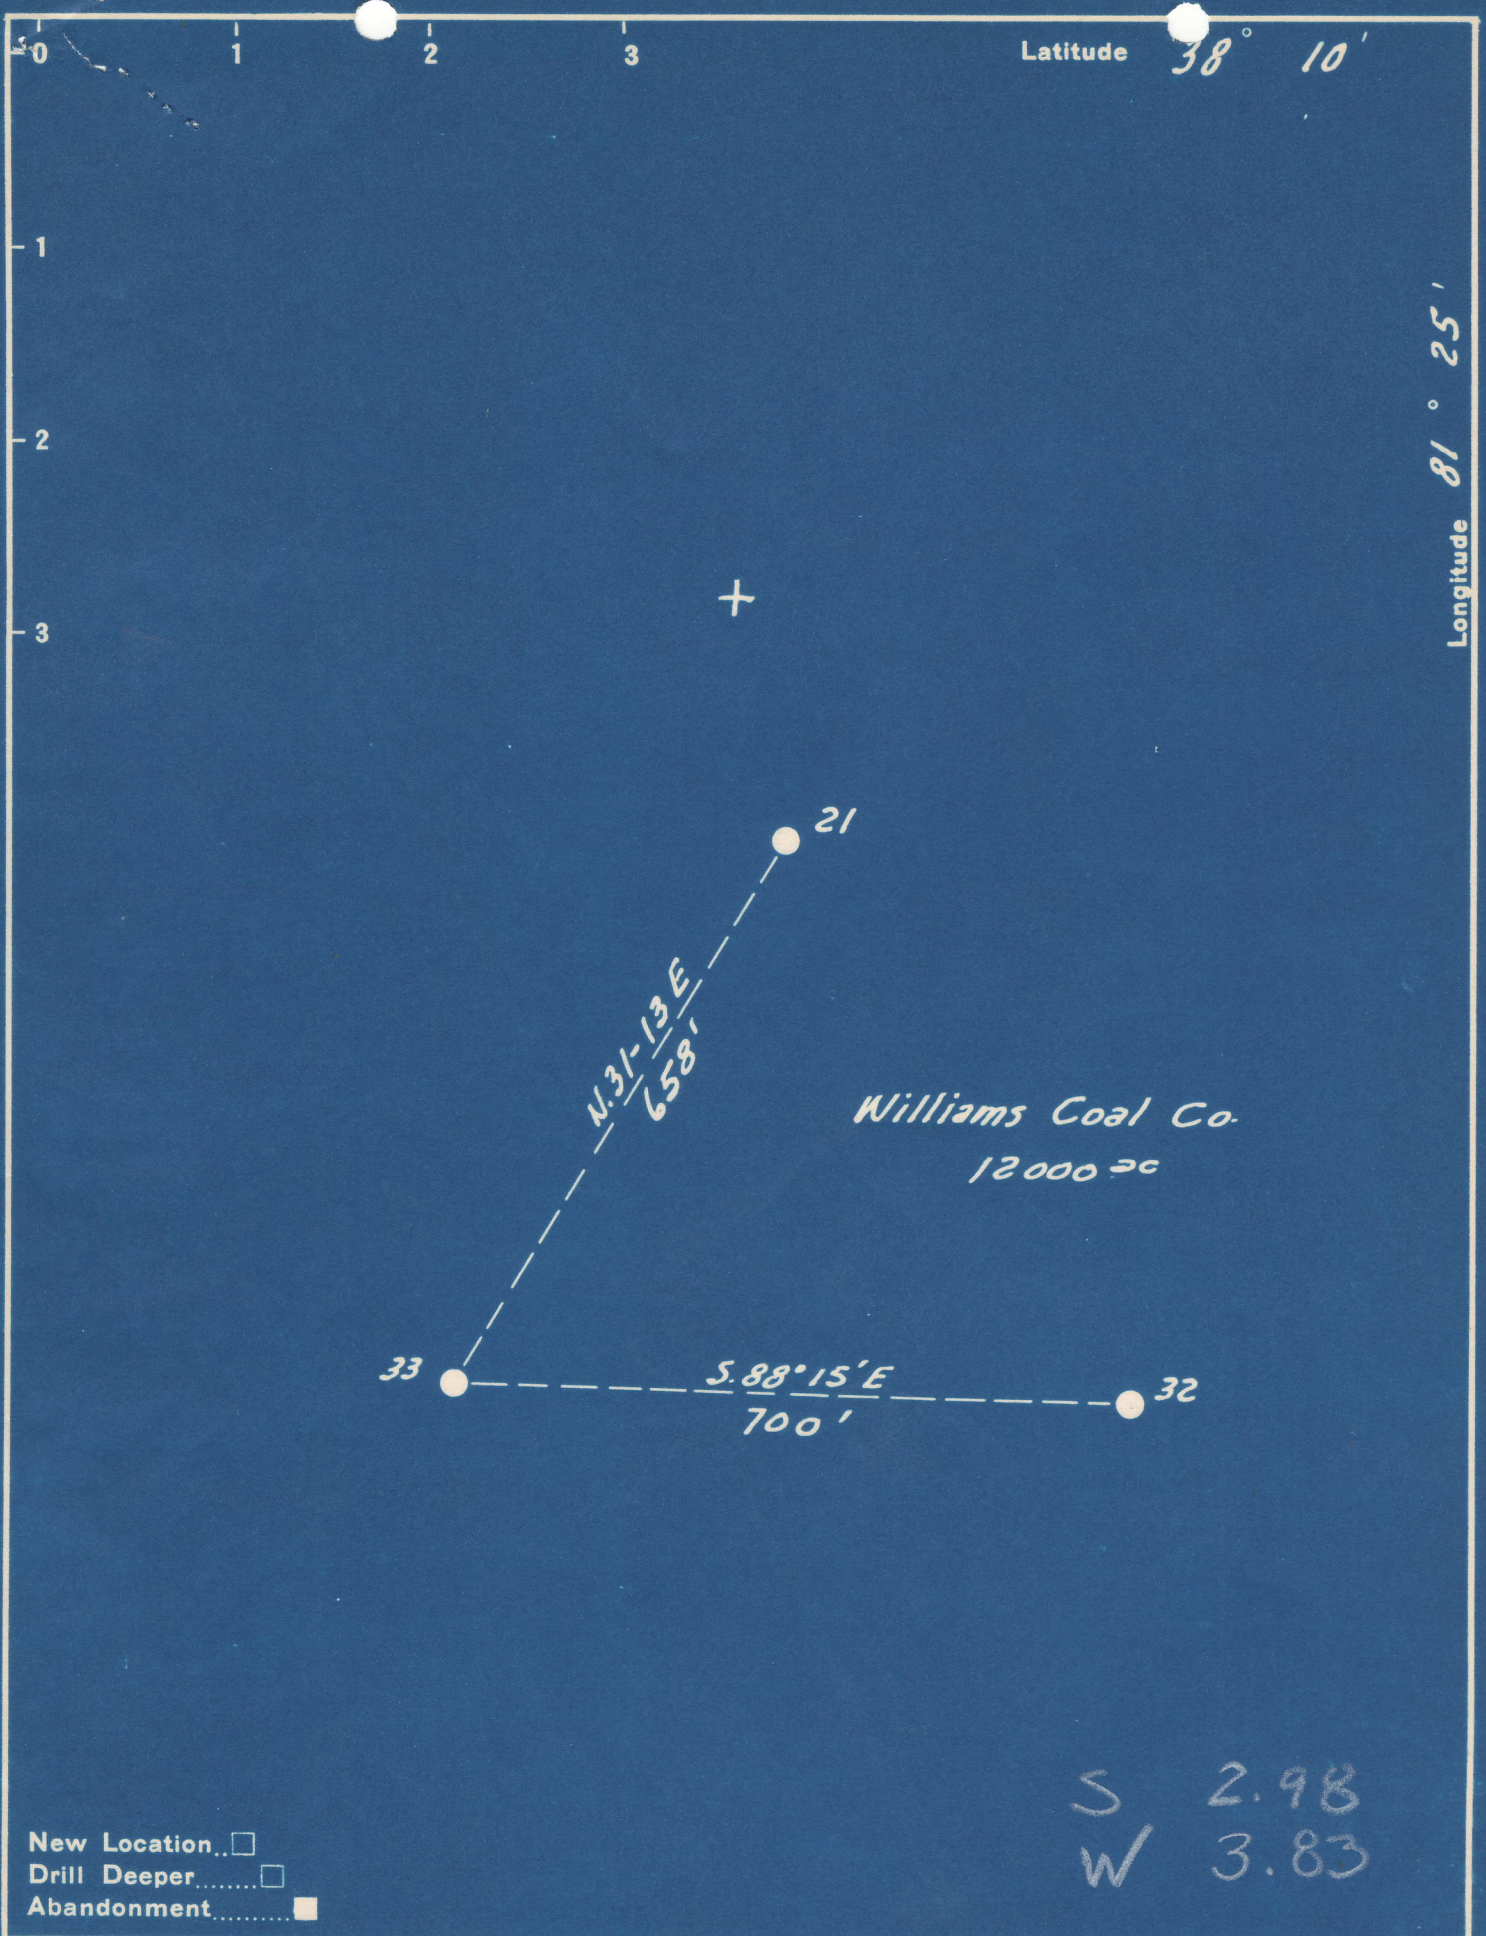 0 1 2 3 Latitude 38° 10'
1
2
3
Longitude 81° 25'
21
N.31-13 E
658'
Williams Coal Co.
12000 ac
33
S.88°15'E
700'
32
S 2.98
W 3.83
New Location..
Drill Deeper........
Abandonment..........